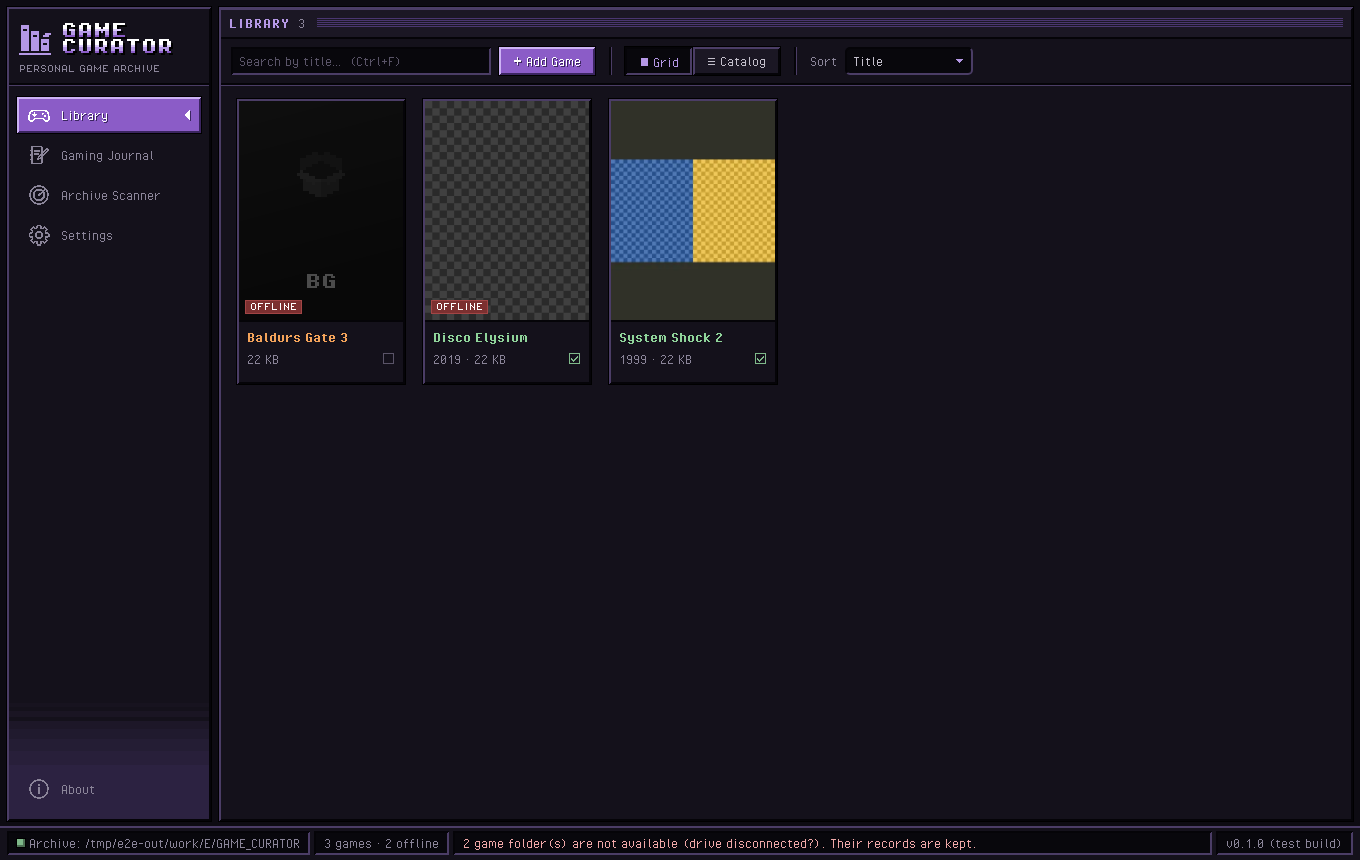 GAME
CURATOR
PERSONAL GAME ARCHIVE
Library
Gaming Journal
Archive Scanner
Settings
About
LIBRARY 3
Search by title... (Ctrl+F)
+ Add Game
Grid
☰ Catalog
Sort
Title
BG
OFFLINE
Baldurs Gate 3
22 KB
OFFLINE
Disco Elysium
2019 · 22 KB
System Shock 2
1999 · 22 KB
Archive: /tmp/e2e-out/work/E/GAME_CURATOR
3 games · 2 offline
2 game folder(s) are not available (drive disconnected?). Their records are kept.
v0.1.0 (test build)